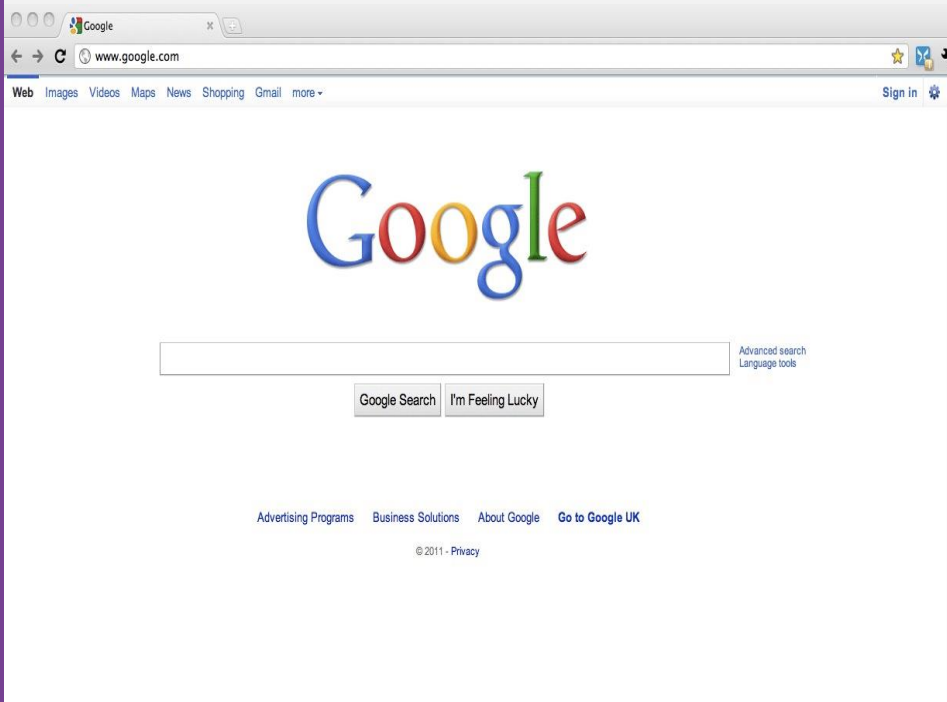 Google
www.google.com
Web Images Videos Maps News Shopping Gmail more Sign in
Google
Advanced search
Language tools
Google Search I'm Feeling Lucky
Advertising Programs Business Solutions About Google Go to Google UK
© 2011 - Privacy